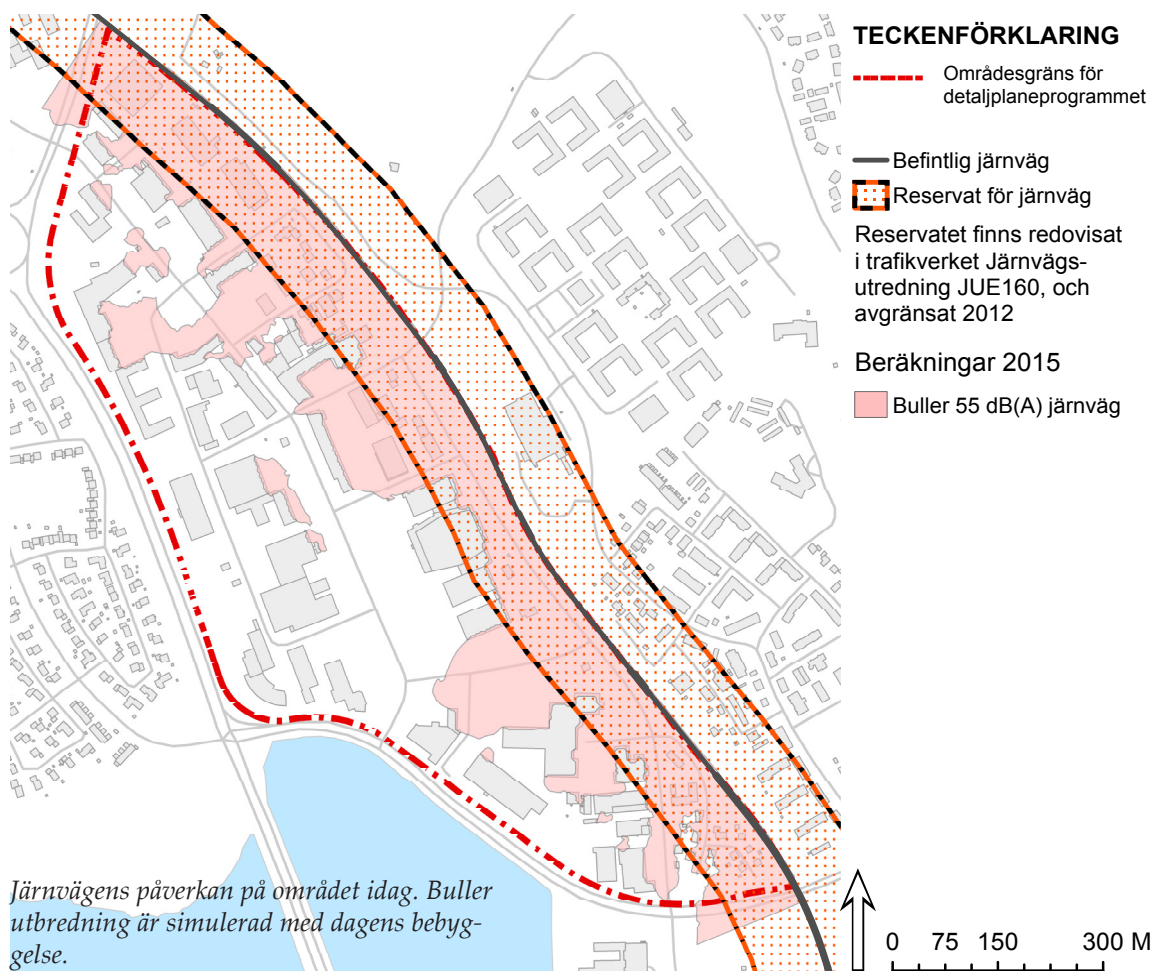 TECKENFÖRKLARING
Områdesgräns för
detaljplaneprogrammet
Befintlig järnväg
Reservat för järnväg
Reservatet finns redovisat
i trafikverket Järnvägs-
utredning JUE160, och
avgränsat 2012
Beräkningar 2015
Buller 55 dB(A) järnväg
Järnvägens påverkan på området idag. Buller
utbredning är simulerad med dagens bebyg-
gelse.
0 75 150 300 M